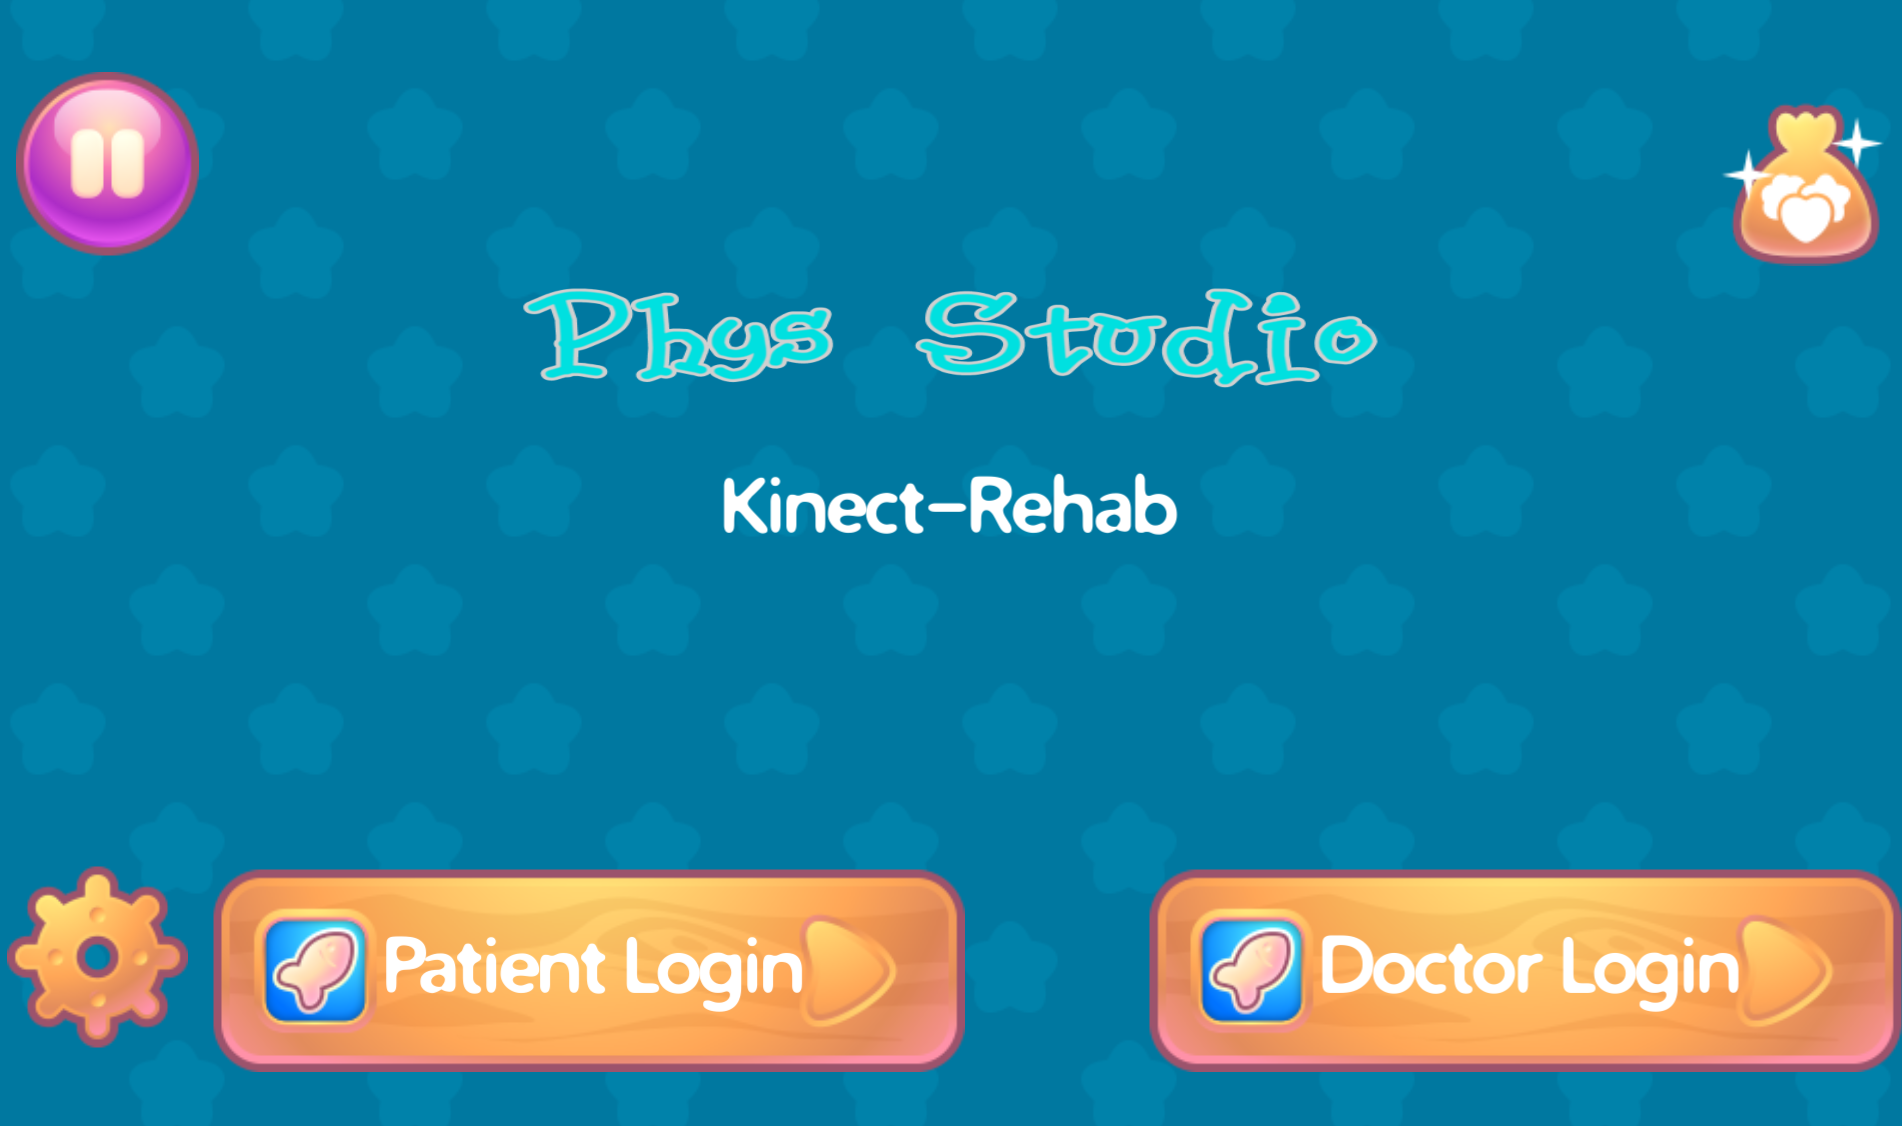 Phys Studio
Kinect-Rehab
Patient Login
Doctor Login